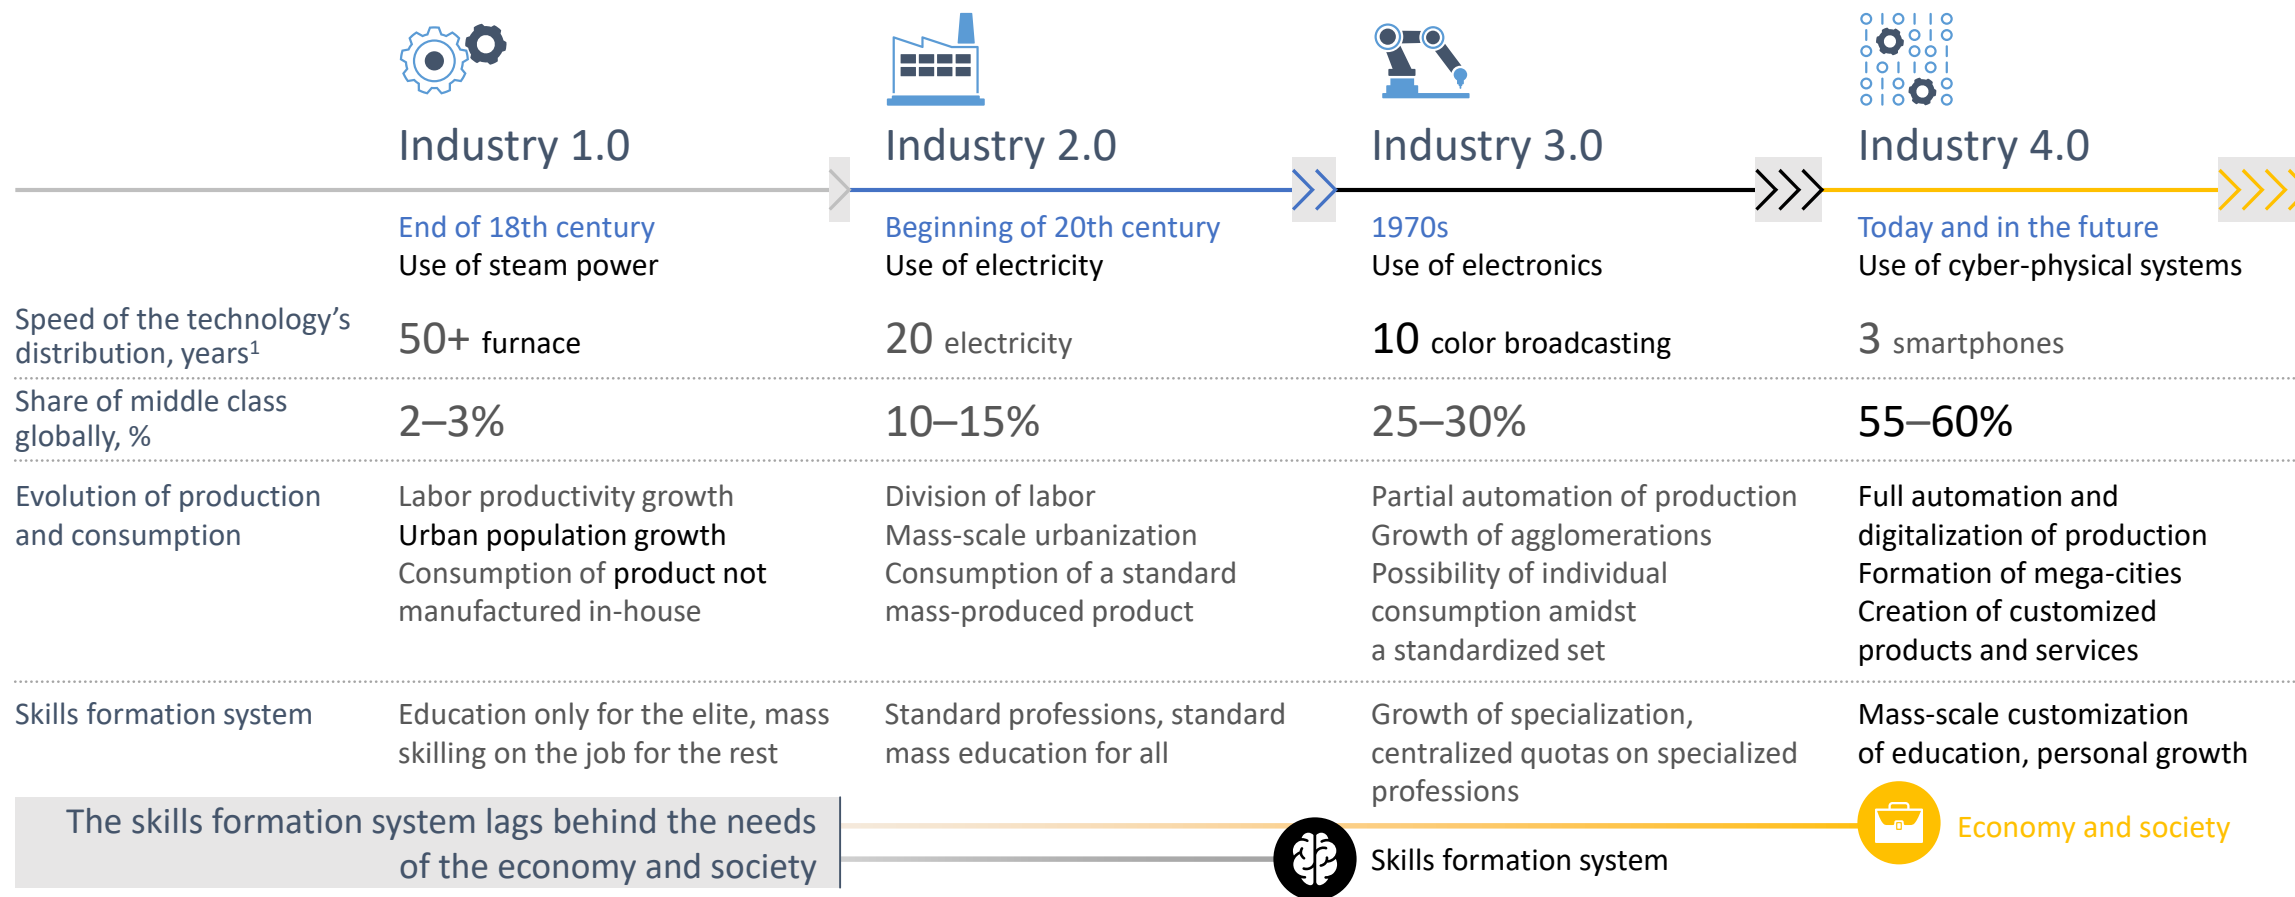 Industry 1.0
Industry 2.0
Industry 3.0
Industry 4.0
End of 18th century
Use of steam power
Beginning of 20th century
Use of electricity
1970s
Use of electronics
Today and in the future
Use of cyber-physical systems
Speed of the technology’s
distribution, years¹
50+ furnace
20 electricity
10 color broadcasting
3 smartphones
Share of middle class
globally, %
2–3%
10–15%
25–30%
55–60%
Evolution of production
and consumption
Labor productivity growth
Urban population growth
Consumption of product not
manufactured in-house
Division of labor
Mass-scale urbanization
Consumption of a standard
mass-produced product
Partial automation of production
Growth of agglomerations
Possibility of individual
consumption amidst
a standardized set
Full automation and
digitalization of production
Formation of mega-cities
Creation of customized
products and services
Skills formation system
Education only for the elite, mass
skilling on the job for the rest
Standard professions, standard
mass education for all
Growth of specialization,
centralized quotas on specialized
professions
Mass-scale customization
of education, personal growth
The skills formation system lags behind the needs
of the economy and society
Economy and society
Skills formation system